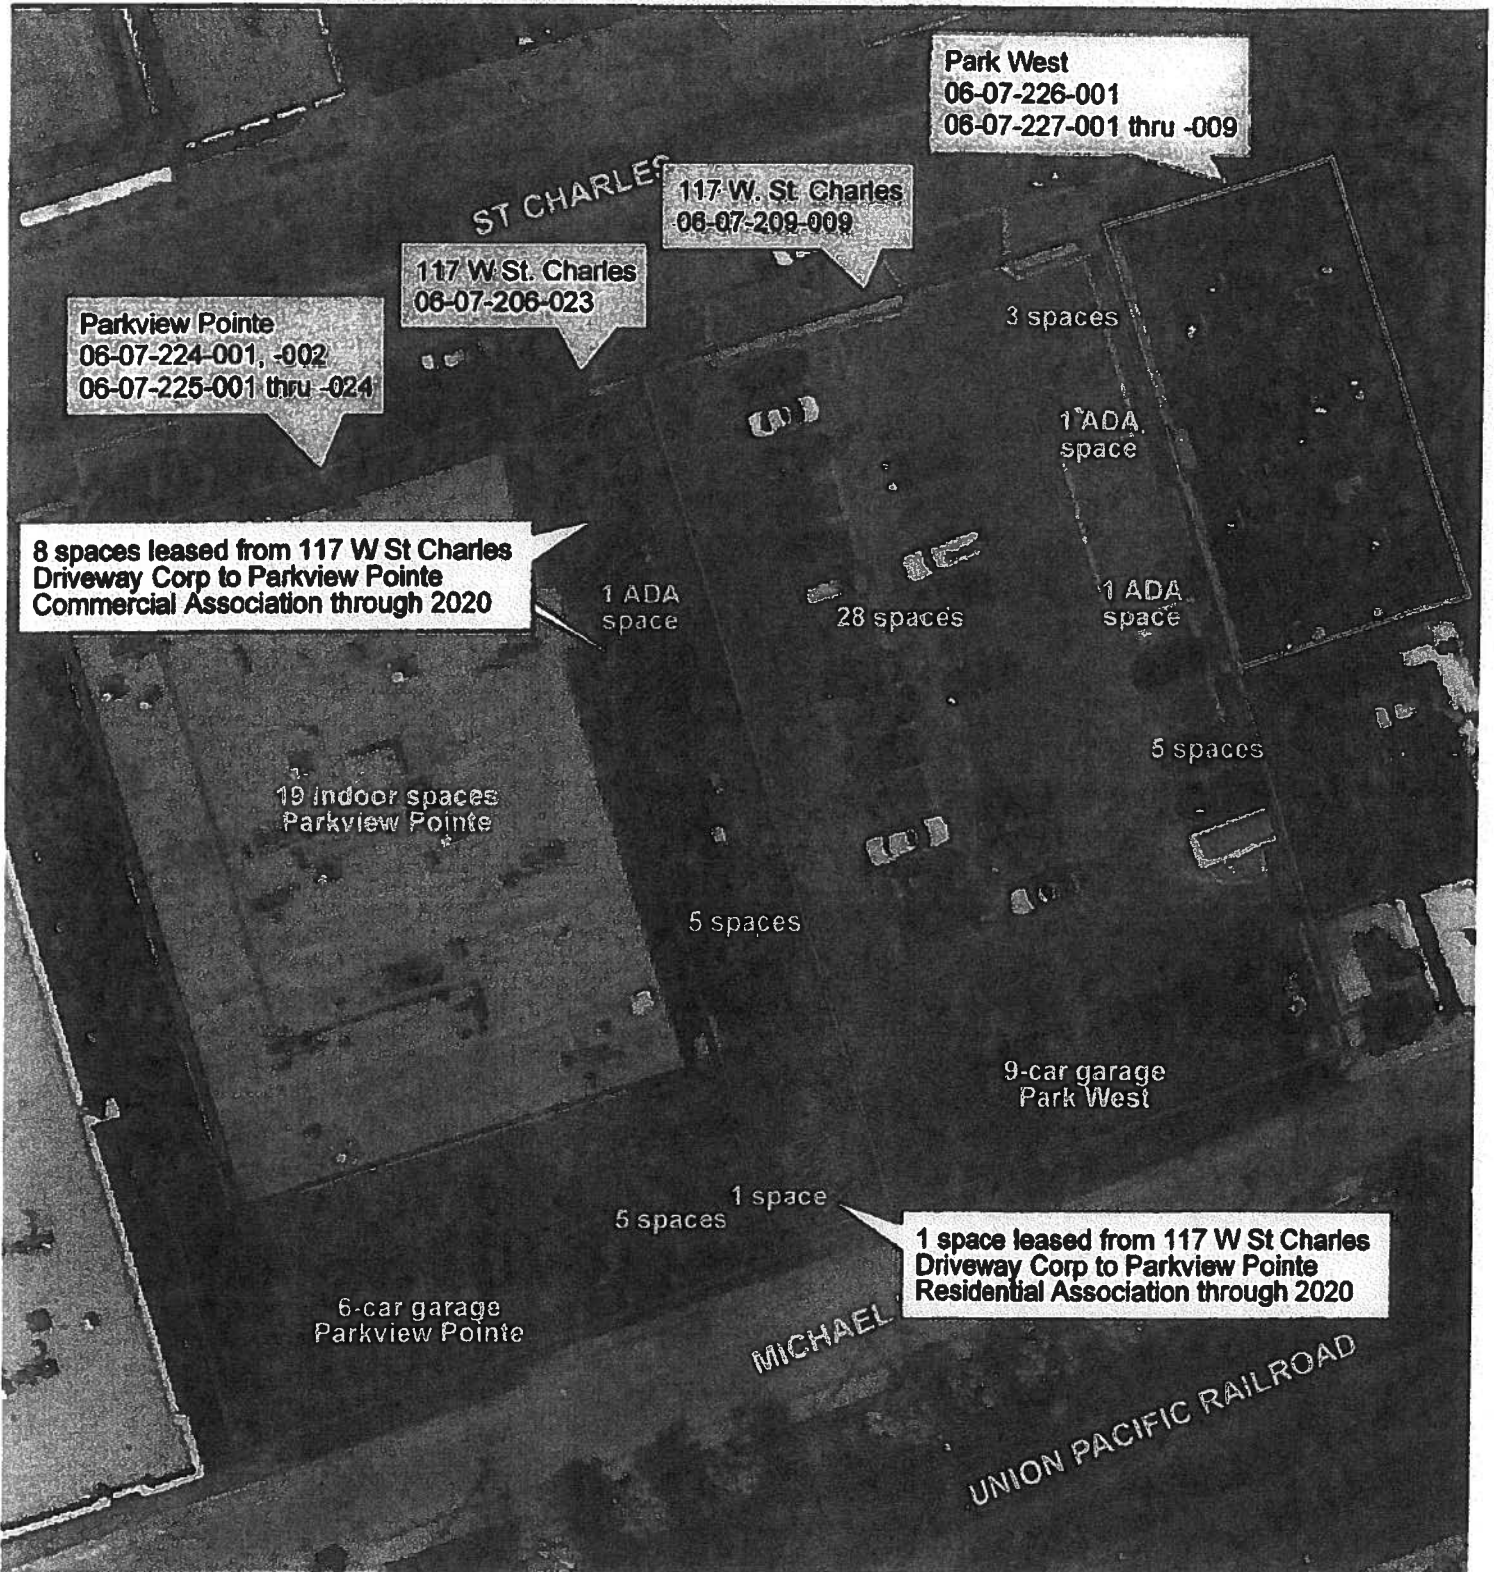 Park West
06-07-226-001
06-07-227-001 thru -009
ST CHARLES
117 W. St. Charles
06-07-209-009
117 W St. Charles
06-07-206-023
Parkview Pointe
06-07-224-001, -002
06-07-225-001 thru -024
3 spaces
1 ADA
space
8 spaces leased from 117 W St Charles
Driveway Corp to Parkview Pointe
Commercial Association through 2020
1 ADA
space
28 spaces
1 ADA
space
5 spaces
19 indoor spaces
Parkview Pointe
5 spaces
9-car garage
Park West
1 space
5 spaces
1 space leased from 117 W St Charles
Driveway Corp to Parkview Pointe
Residential Association through 2020
6-car garage
Parkview Pointe
MICHAEL
UNION PACIFIC RAILROAD